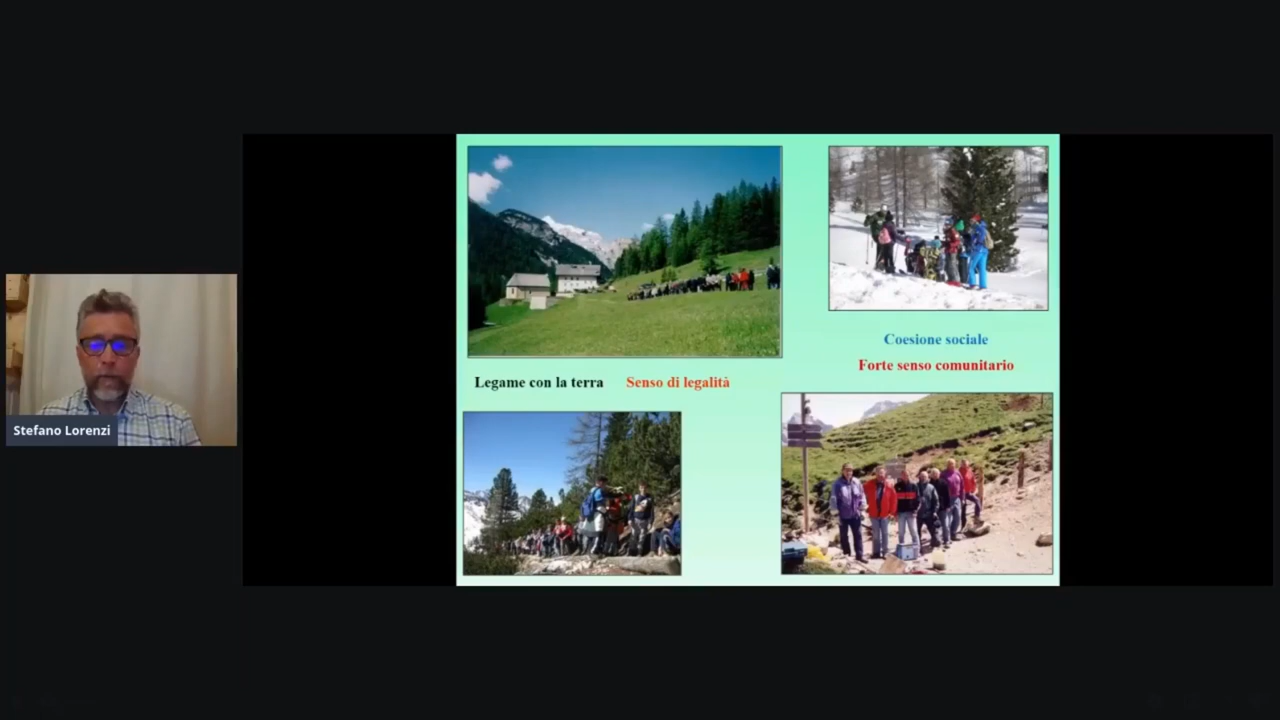 Stefano Lorenzi
Coesione sociale
Forte senso comunitario
Legame con la terra Senso di legalità